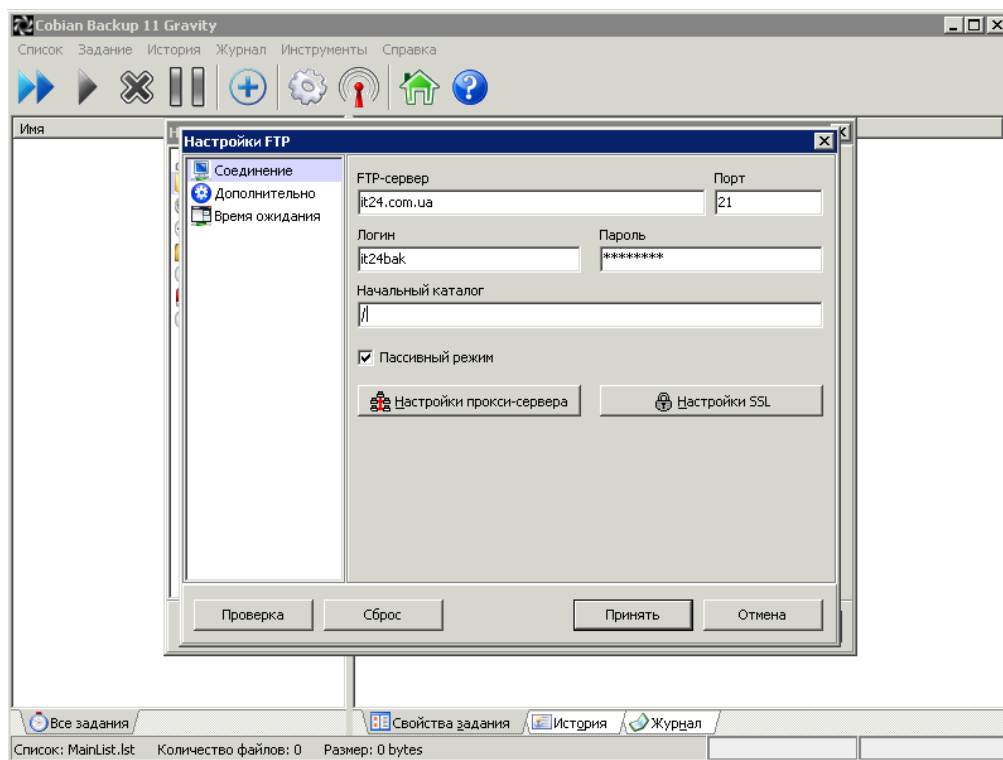 Cobian Backup 11 Gravity
Список Задание История Журнал Инструменты Справка
Имя
Настройки FTP
Соединение
Дополнительно
Время ожидания
FTP-сервер Порт
it24.com.ua 21
Логин Пароль
it24bak ********
Начальный каталог
/
Пассивный режим
Настройки прокси-сервера Настройки SSL
Проверка Сброс Принять Отмена
Все задания Свойства задания История Журнал
Список: MainList.lst Количество файлов: 0 Размер: 0 bytes